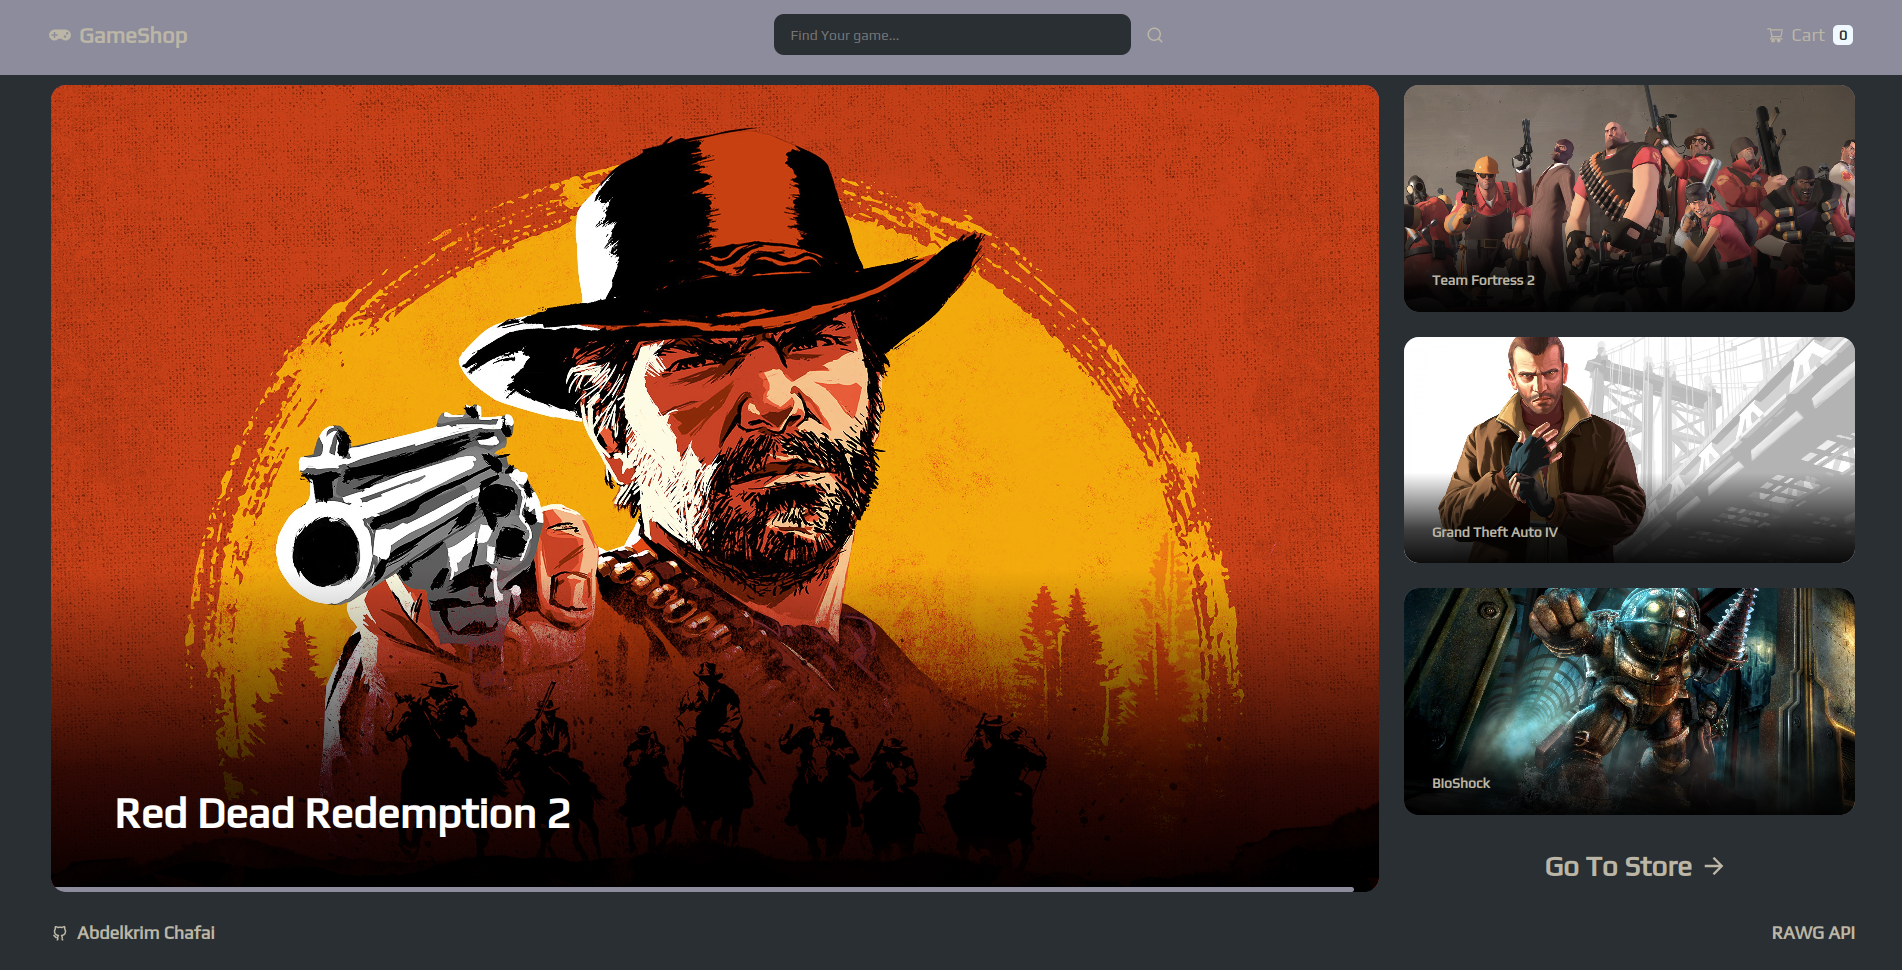 GameShop
Find Your game...
Cart 0
Team Fortress 2
Grand Theft Auto IV
BioShock
Red Dead Redemption 2
Go To Store
Abdelkrim Chafai
RAWG API